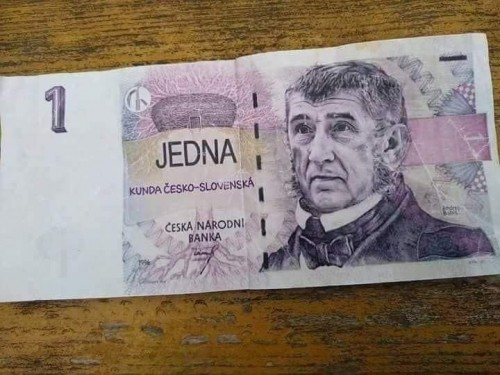 1
JEDNA
KUNDA ČESKO-SLOVENSKÁ
ČESKÁ NÁRODNÍ
BANKA